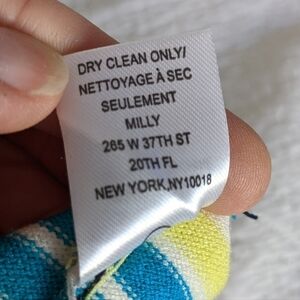 DRY CLEAN ONLY/
NETTOYAGE À SEC
SEULEMENT
MILLY
265 W 37TH ST
20TH FL
NEW YORK,NY10018